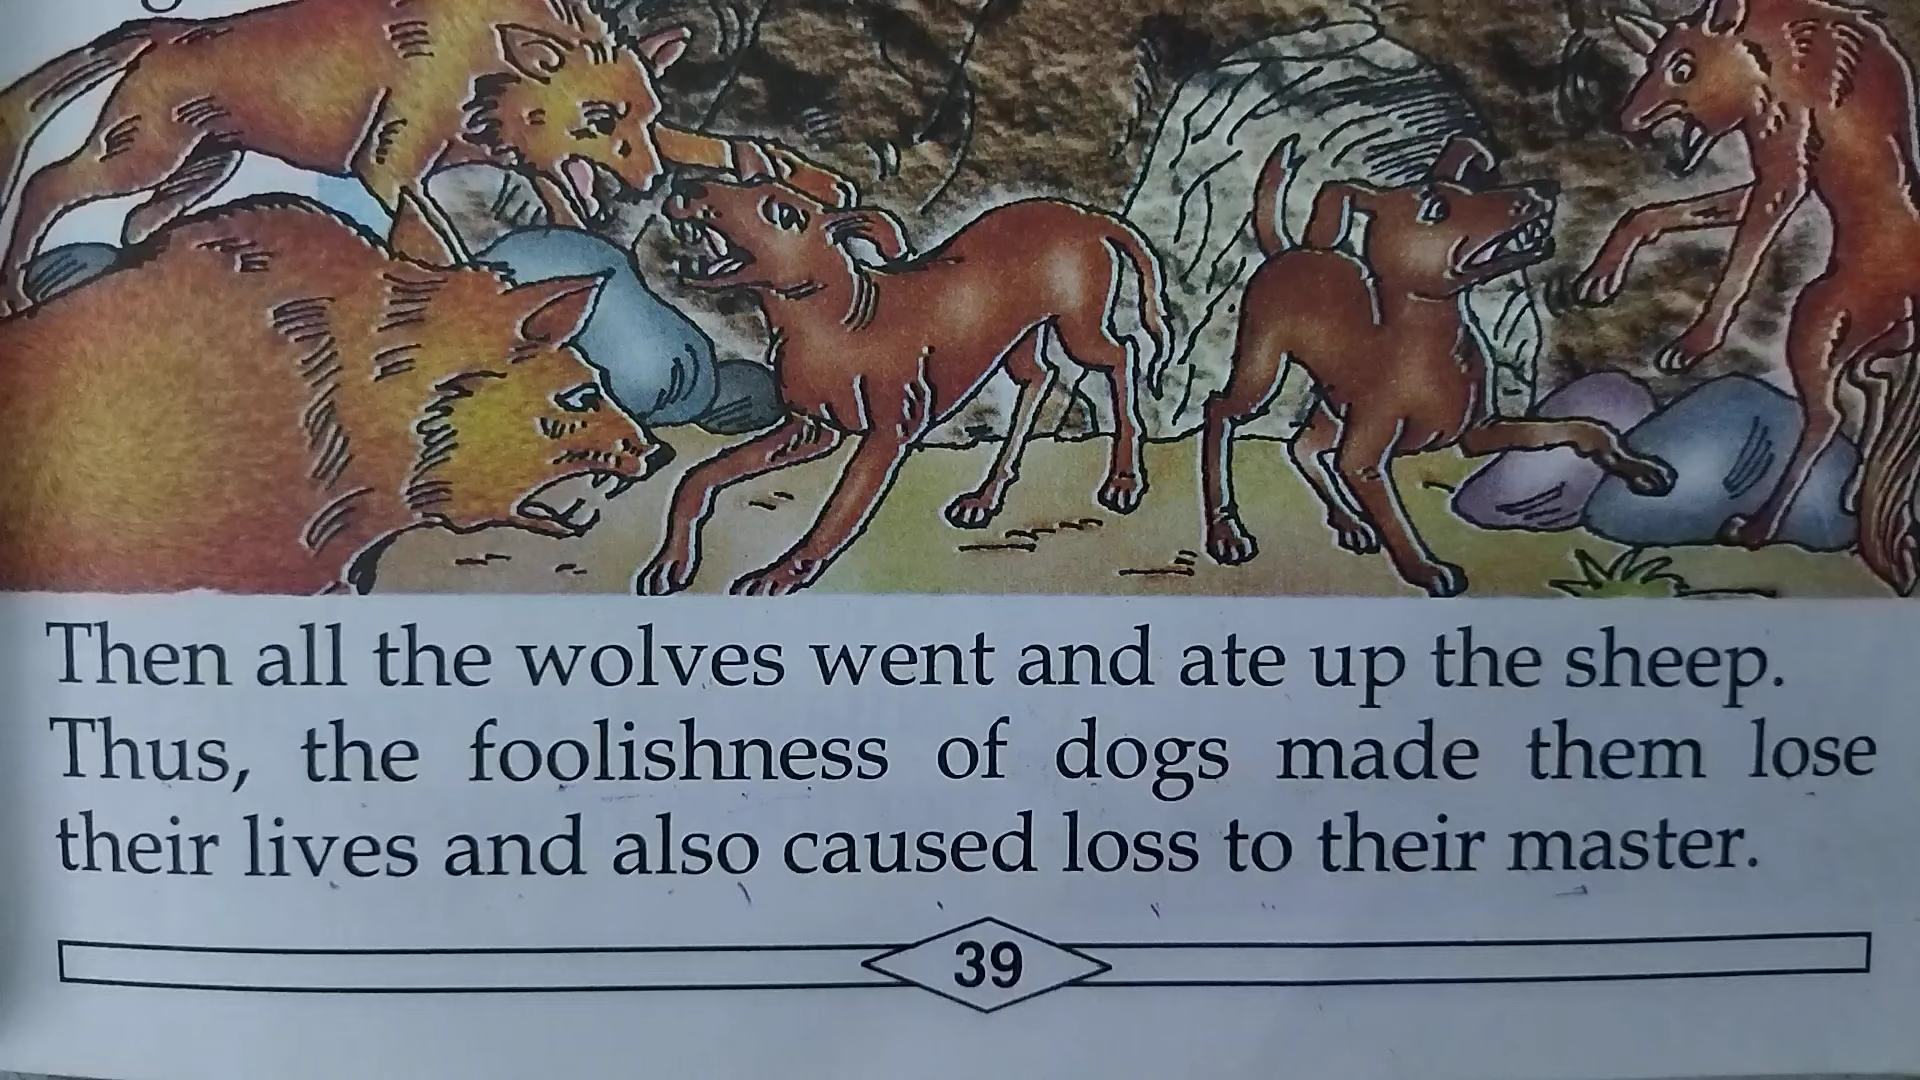 Then all the wolves went and ate up the sheep.
Thus, the foolishness of dogs made them lose
their lives and also caused loss to their master.
39